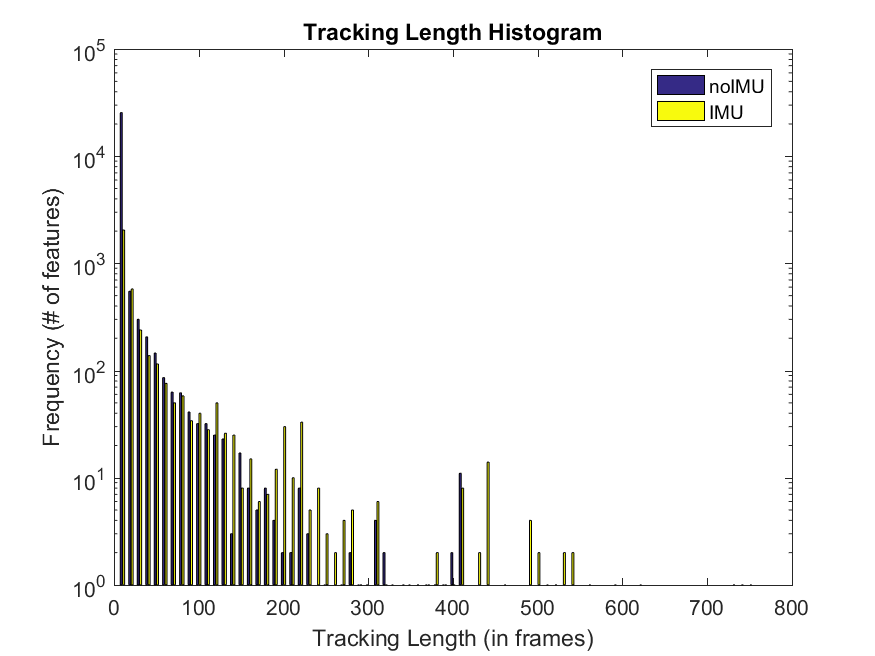 Tracking Length Histogram
noIMU
IMU
Frequency (# of features)
10^5
10^4
10^3
10^2
10^1
10^0
0 100 200 300 400 500 600 700 800
Tracking Length (in frames)